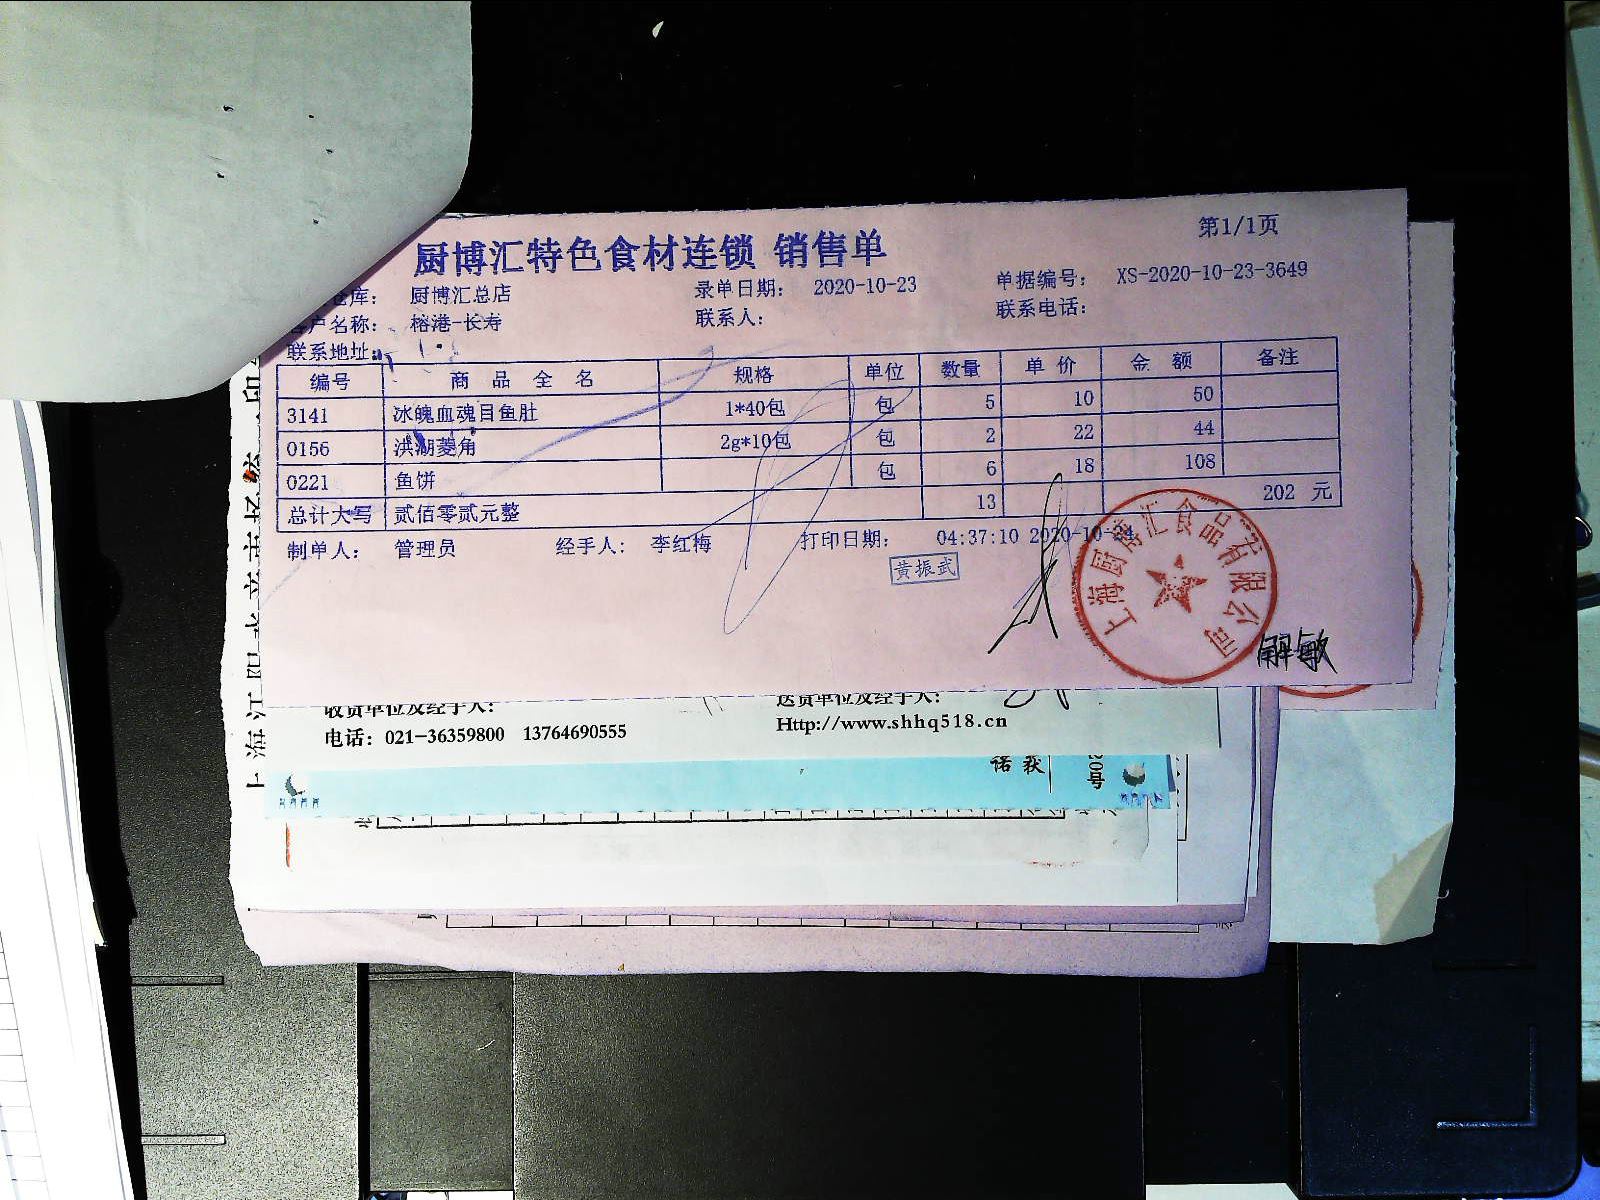 第1/1页
厨博汇特色食材连锁 销售单
仓库： 厨博汇总店 录单日期： 2020-10-23 单据编号： XS-2020-10-23-3649
客户名称： 榕港-长寿 联系人： 联系电话：
联系地址：
编号 商 品 全 名 规格 单位 数量 单 价 金 额 备注
3141 冰魄血魂目鱼肚 1*40包 包 5 10 50
0156 洪湖菱角 2g*10包 包 2 22 44
0221 鱼饼 包 6 18 108
总计大写 贰佰零贰元整 13 202 元
制单人： 管理员 经手人： 李红梅 打印日期： 04:37:10 2020-10-24
黄振武
上海厨博汇食品有限公司
解敏
收货单位及经手人： 送货单位及经手人：
电话：021-36359800 13764690555 Http://www.shhq518.cn